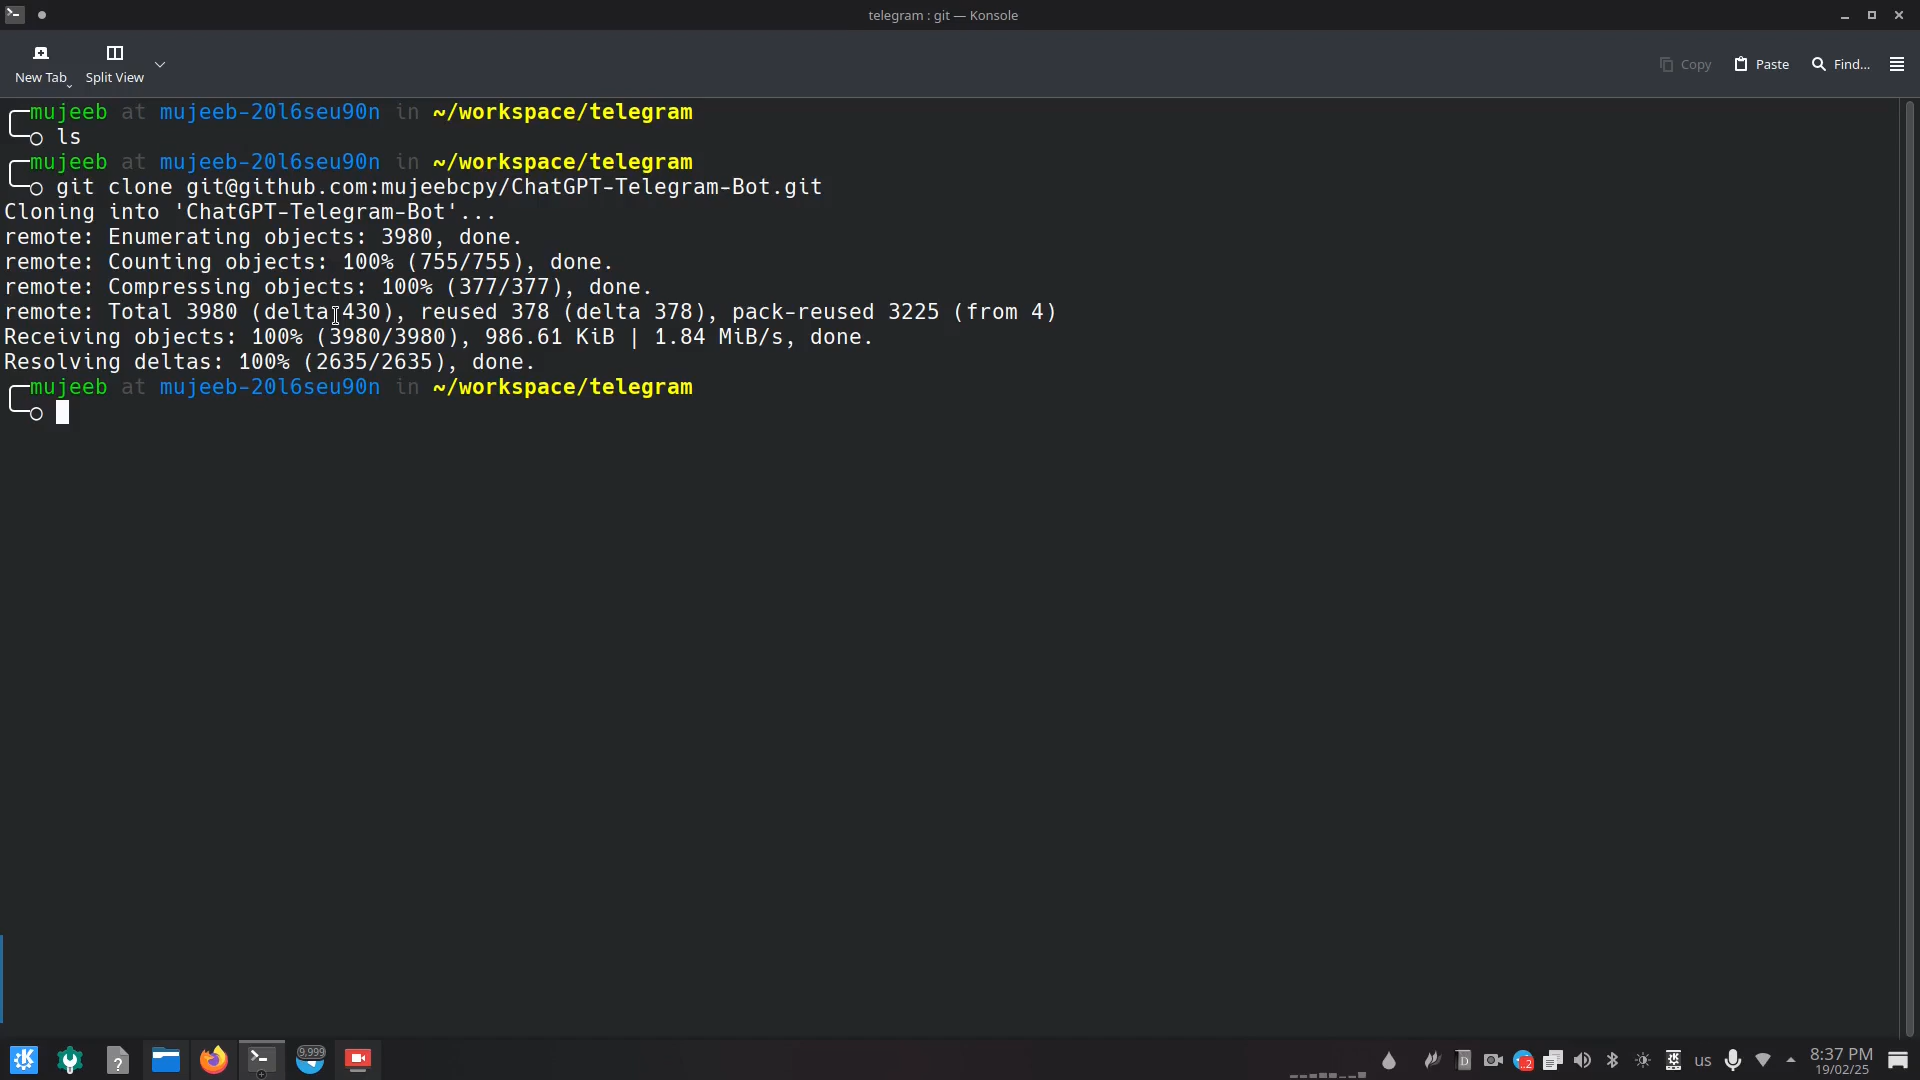 telegram : git — Konsole
New Tab
Split View
Copy
Paste
Find...
mujeeb at mujeeb-20l6seu90n in ~/workspace/telegram
ls
mujeeb at mujeeb-20l6seu90n in ~/workspace/telegram
git clone git@github.com:mujeebcpy/ChatGPT-Telegram-Bot.git
Cloning into 'ChatGPT-Telegram-Bot'...
remote: Enumerating objects: 3980, done.
remote: Counting objects: 100% (755/755), done.
remote: Compressing objects: 100% (377/377), done.
remote: Total 3980 (delta 430), reused 378 (delta 378), pack-reused 3225 (from 4)
Receiving objects: 100% (3980/3980), 986.61 KiB | 1.84 MiB/s, done.
Resolving deltas: 100% (2635/2635), done.
mujeeb at mujeeb-20l6seu90n in ~/workspace/telegram
9,999
us
8:37 PM
19/02/25